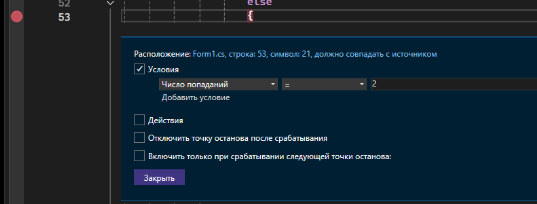 52
else
53
{
Расположение: Form1.cs, строка: 53, символ: 21, должно совпадать с источником
Условия
Число попаданий = 2
Добавить условие
Действия
Отключить точку останова после срабатывания
Включить только при срабатывании следующей точки останова:
Закрыть